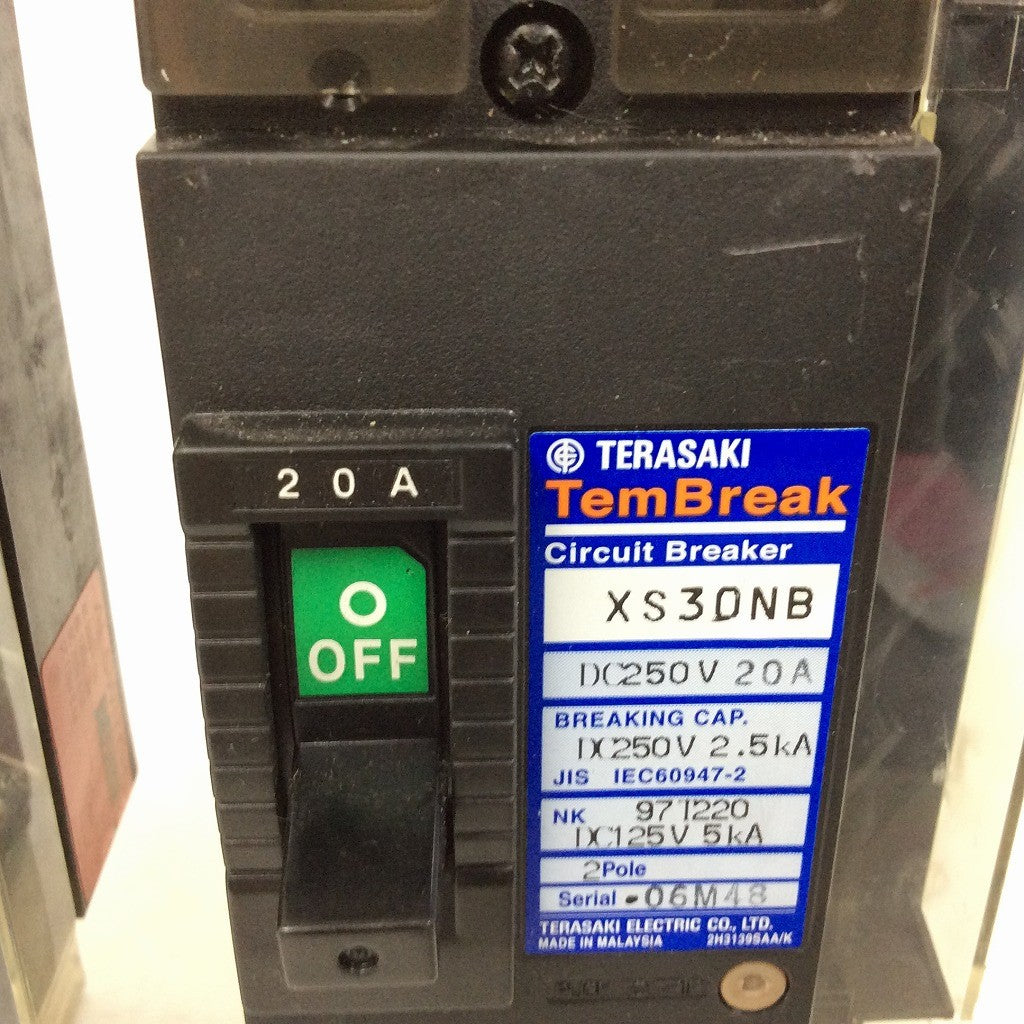 20A
O
OFF
TERASAKI
TemBreak
Circuit Breaker
XS30NB
DC250V 20A
BREAKING CAP.
DC250V 2.5kA
JIS IEC60947-2
NK 971220
DC125V 5kA
2Pole
Serial 06M48
TERASAKI ELECTRIC CO., LTD.
MADE IN MALAYSIA 2H3139SAA/K